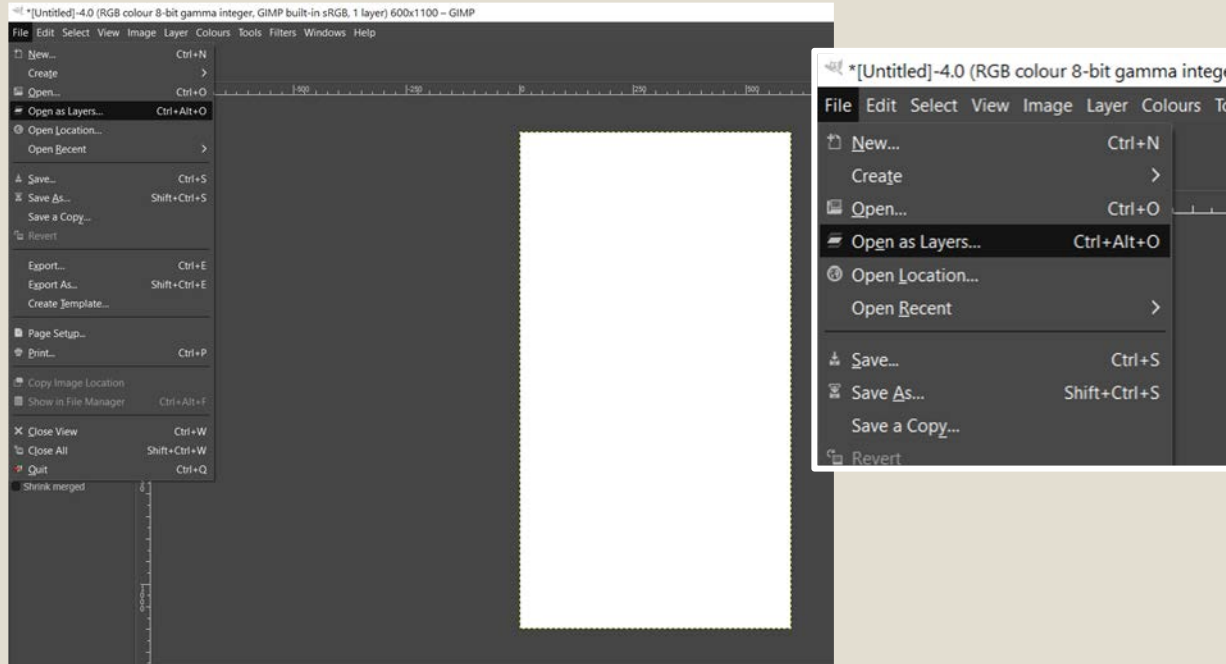 *[Untitled]-4.0 (RGB colour 8-bit gamma integer, GIMP built-in sRGB, 1 layer) 600x1100 – GIMP
File Edit Select View Image Layer Colours Tools Filters Windows Help
New... Ctrl+N
Create >
Open... Ctrl+O
Open as Layers... Ctrl+Alt+O
Open Location...
Open Recent >
Save... Ctrl+S
Save As... Shift+Ctrl+S
Save a Copy...
Revert
Export... Ctrl+E
Export As... Shift+Ctrl+E
Create Template...
Page Setup...
Print... Ctrl+P
Copy Image Location
Show in File Manager Ctrl+Alt+F
Close View Ctrl+W
Close All Shift+Ctrl+W
Quit Ctrl+Q
Shrink merged
-500 -250 0 250 500
*[Untitled]-4.0 (RGB colour 8-bit gamma intege
File Edit Select View Image Layer Colours To
New... Ctrl+N
Create >
Open... Ctrl+O
Open as Layers... Ctrl+Alt+O
Open Location...
Open Recent >
Save... Ctrl+S
Save As... Shift+Ctrl+S
Save a Copy...
Revert